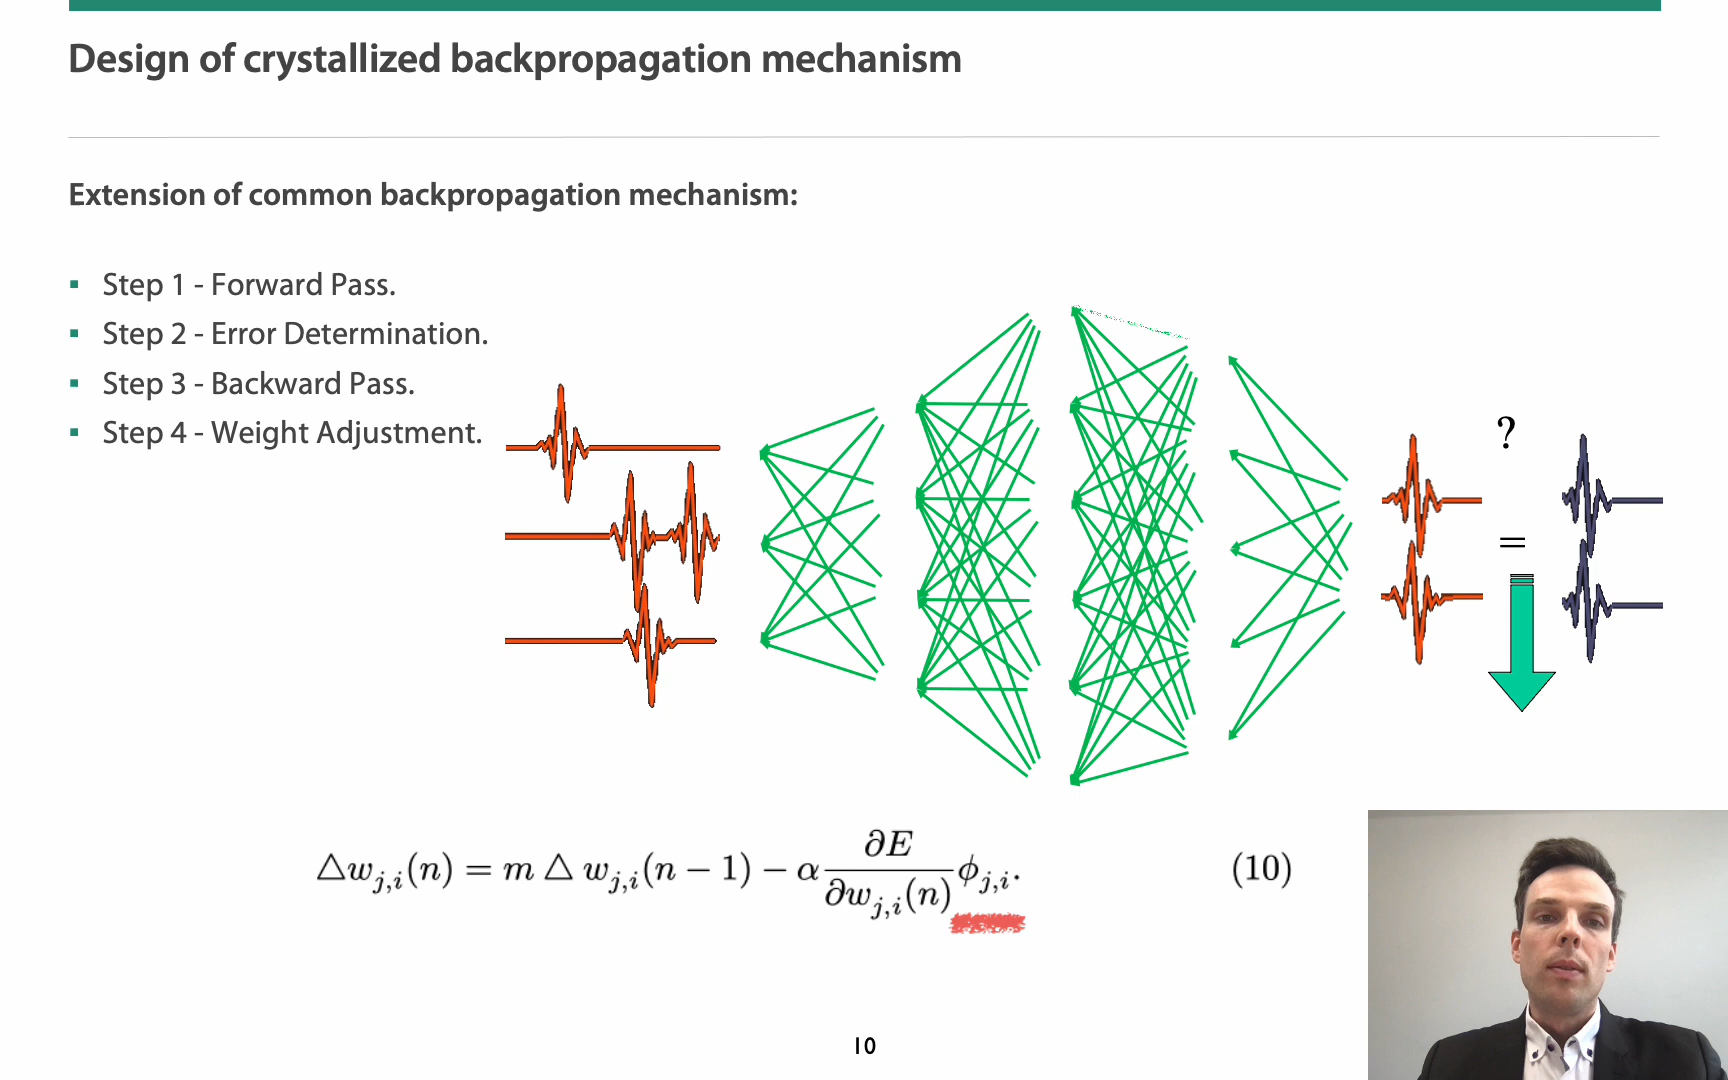 Design of crystallized backpropagation mechanism
Extension of common backpropagation mechanism:
▪ Step 1 - Forward Pass.
▪ Step 2 - Error Determination.
▪ Step 3 - Backward Pass.
▪ Step 4 - Weight Adjustment.
?
=
△w_{j,i}(n) = m △ w_{j,i}(n − 1) − α ∂E/∂w_{j,i}(n) ϕ_{j,i}. (10)
10